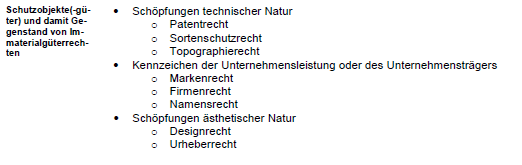 Schutzobjekte(-gü-
ter) und damit Ge-
genstand von Im-
materialgüterrech-
ten
• Schöpfungen technischer Natur
o Patentrecht
o Sortenschutzrecht
o Topographierecht
• Kennzeichen der Unternehmensleistung oder des Unternehmensträgers
o Markenrecht
o Firmenrecht
o Namensrecht
• Schöpfungen ästhetischer Natur
o Designrecht
o Urheberrecht